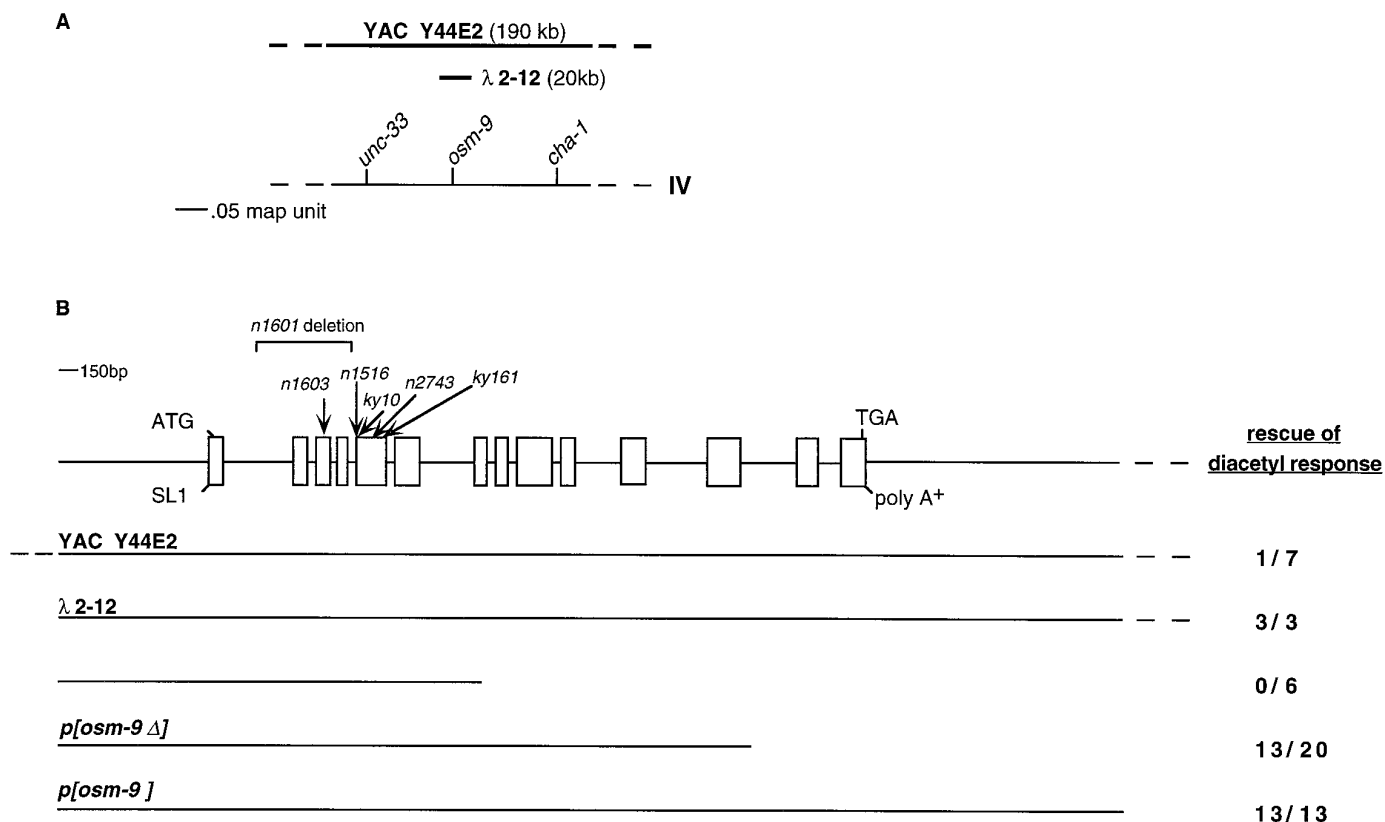 A
YAC Y44E2 (190 kb)
λ 2-12 (20kb)
unc-33
osm-9
cha-1
IV
.05 map unit
B
n1601 deletion
150bp
n1603
n1516
ky10
n2743
ky161
ATG
TGA
SL1
poly A+
rescue of
diacetyl response
YAC Y44E2
1/7
λ 2-12
3/3
0/6
p[osm-9 Δ]
13/20
p[osm-9 ]
13/13